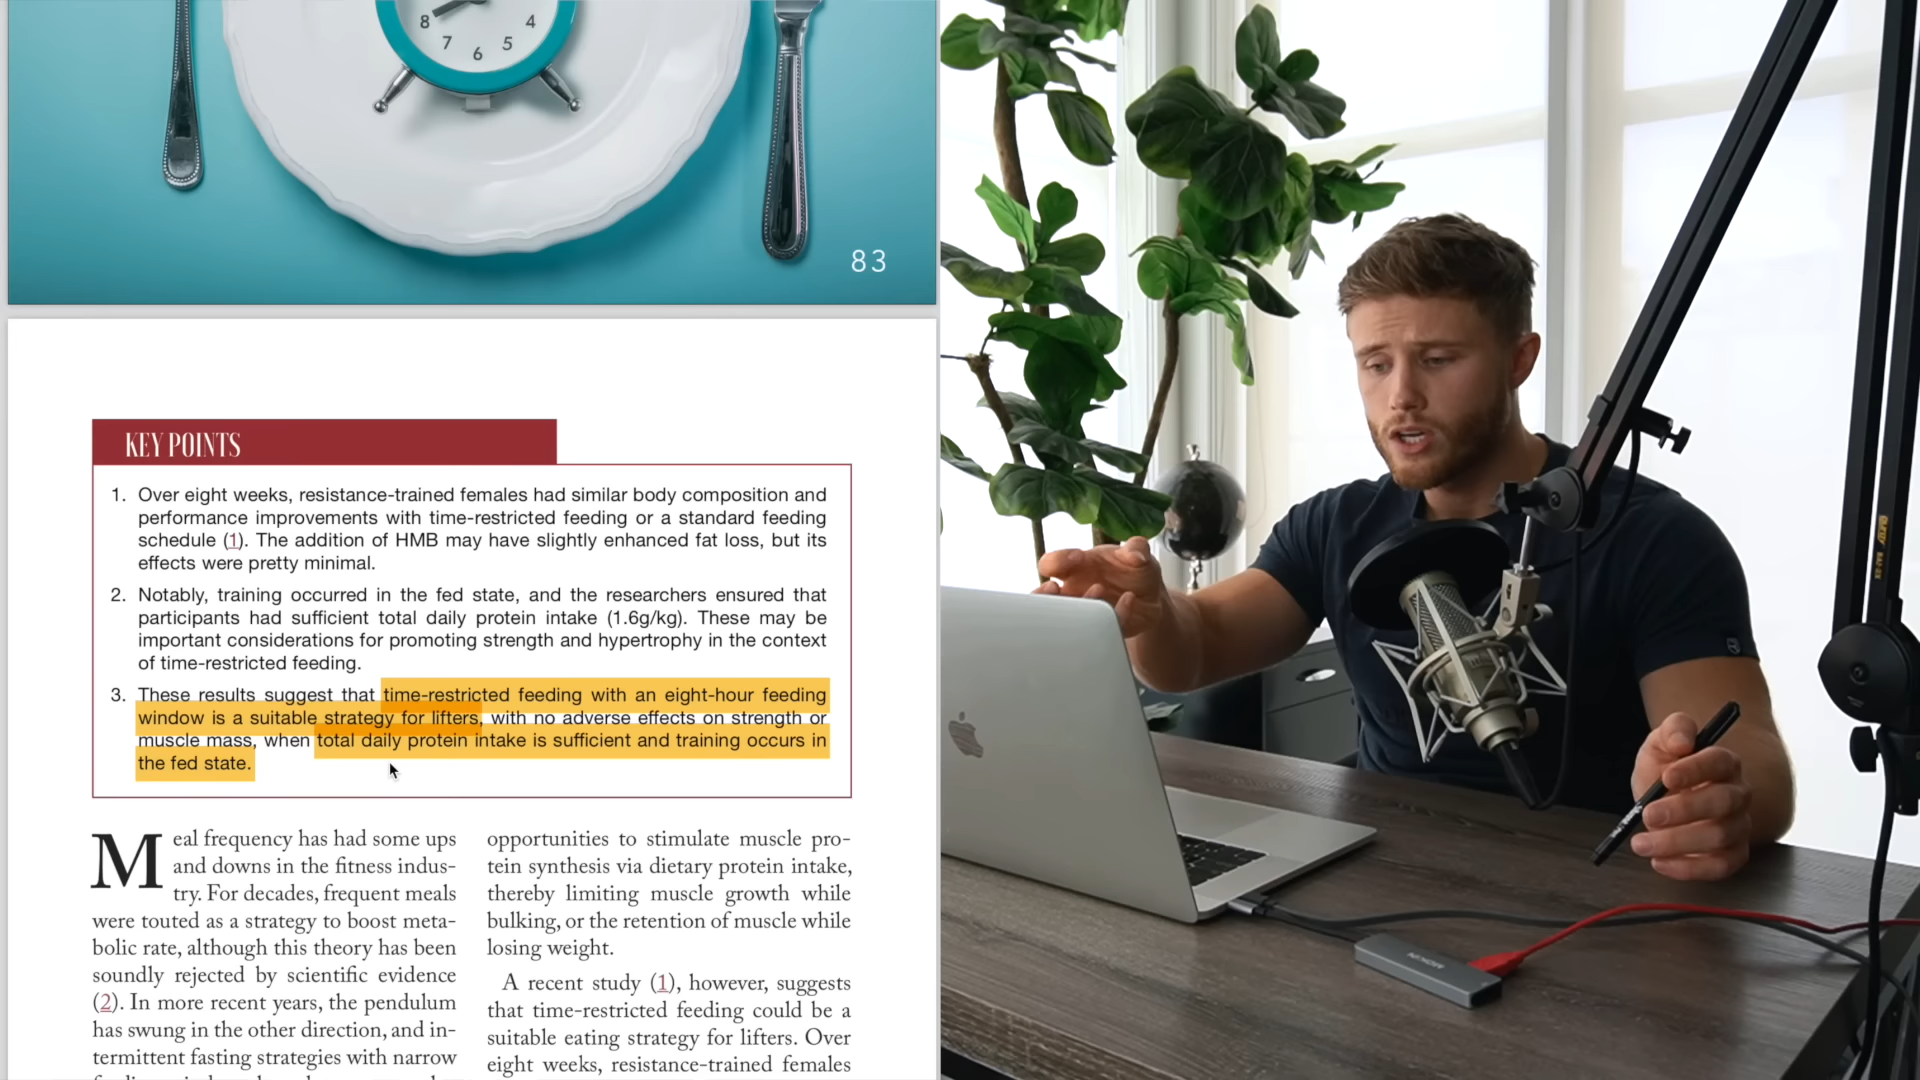 8
4
7
5
6
83
KEY POINTS
1. Over eight weeks, resistance-trained females had similar body composition and
performance improvements with time-restricted feeding or a standard feeding
schedule (1). The addition of HMB may have slightly enhanced fat loss, but its
effects were pretty minimal.
2. Notably, training occurred in the fed state, and the researchers ensured that
participants had sufficient total daily protein intake (1.6g/kg). These may be
important considerations for promoting strength and hypertrophy in the context
of time-restricted feeding.
3. These results suggest that time-restricted feeding with an eight-hour feeding
window is a suitable strategy for lifters, with no adverse effects on strength or
muscle mass, when total daily protein intake is sufficient and training occurs in
the fed state.
Meal frequency has had some ups
and downs in the fitness indus-
try. For decades, frequent meals
were touted as a strategy to boost meta-
bolic rate, although this theory has been
soundly rejected by scientific evidence
(2). In more recent years, the pendulum
has swung in the other direction, and in-
termittent fasting strategies with narrow
opportunities to stimulate muscle pro-
tein synthesis via dietary protein intake,
thereby limiting muscle growth while
bulking, or the retention of muscle while
losing weight.
A recent study (1), however, suggests
that time-restricted feeding could be a
suitable eating strategy for lifters. Over
eight weeks, resistance-trained females